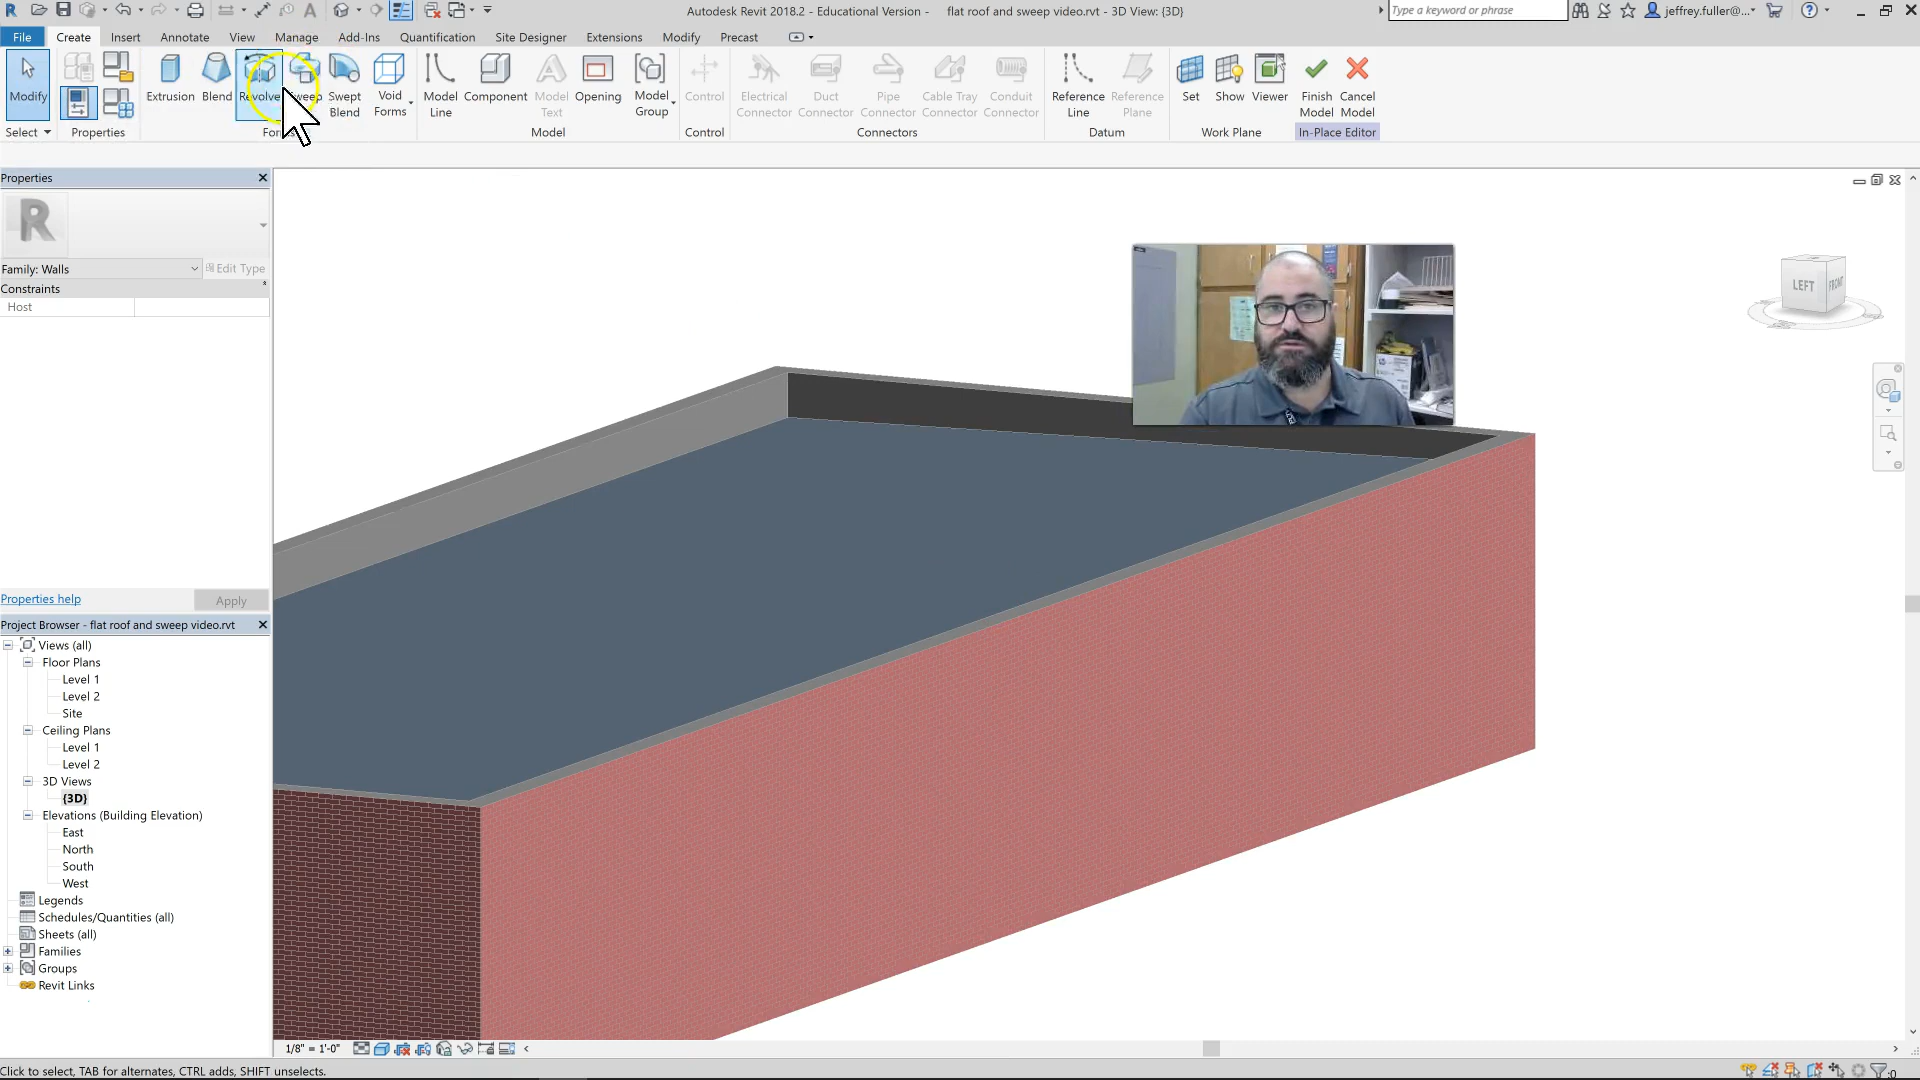 Autodesk Revit 2018.2 - Educational Version - flat roof and sweep video.rvt - 3D View: {3D}
Type a keyword or phrase
jeffrey.fuller@...
File Create Insert Annotate View Manage Add-Ins Quantification Site Designer Extensions Modify Precast
Modify
Select
Properties
Extrusion Blend Revolve Swept Blend Void Forms
Model Line Component Model Text Opening Model Group
Model
Control
Control
Electrical Connector Duct Connector Pipe Connector Cable Tray Connector Conduit Connector
Connectors
Reference Line Reference Plane
Datum
Set Show Viewer
Work Plane
Finish Model Cancel Model
In-Place Editor
Properties
R
Family: Walls
Edit Type
Constraints
Host
Properties help
Apply
Project Browser - flat roof and sweep video.rvt
Views (all)
Floor Plans
Level 1
Level 2
Site
Ceiling Plans
Level 1
Level 2
3D Views
{3D}
Elevations (Building Elevation)
East
North
South
West
Legends
Schedules/Quantities (all)
Sheets (all)
Families
Groups
Revit Links
LEFT
FRONT
1/8" = 1'-0"
Click to select, TAB for alternates, CTRL adds, SHIFT unselects.
:0